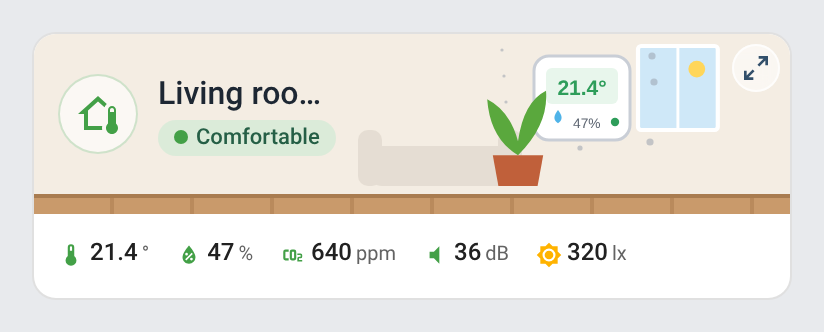 Living roo...
Comfortable
21.4°
47%
21.4 °
47 %
CO₂ 640 ppm
36 dB
320 lx